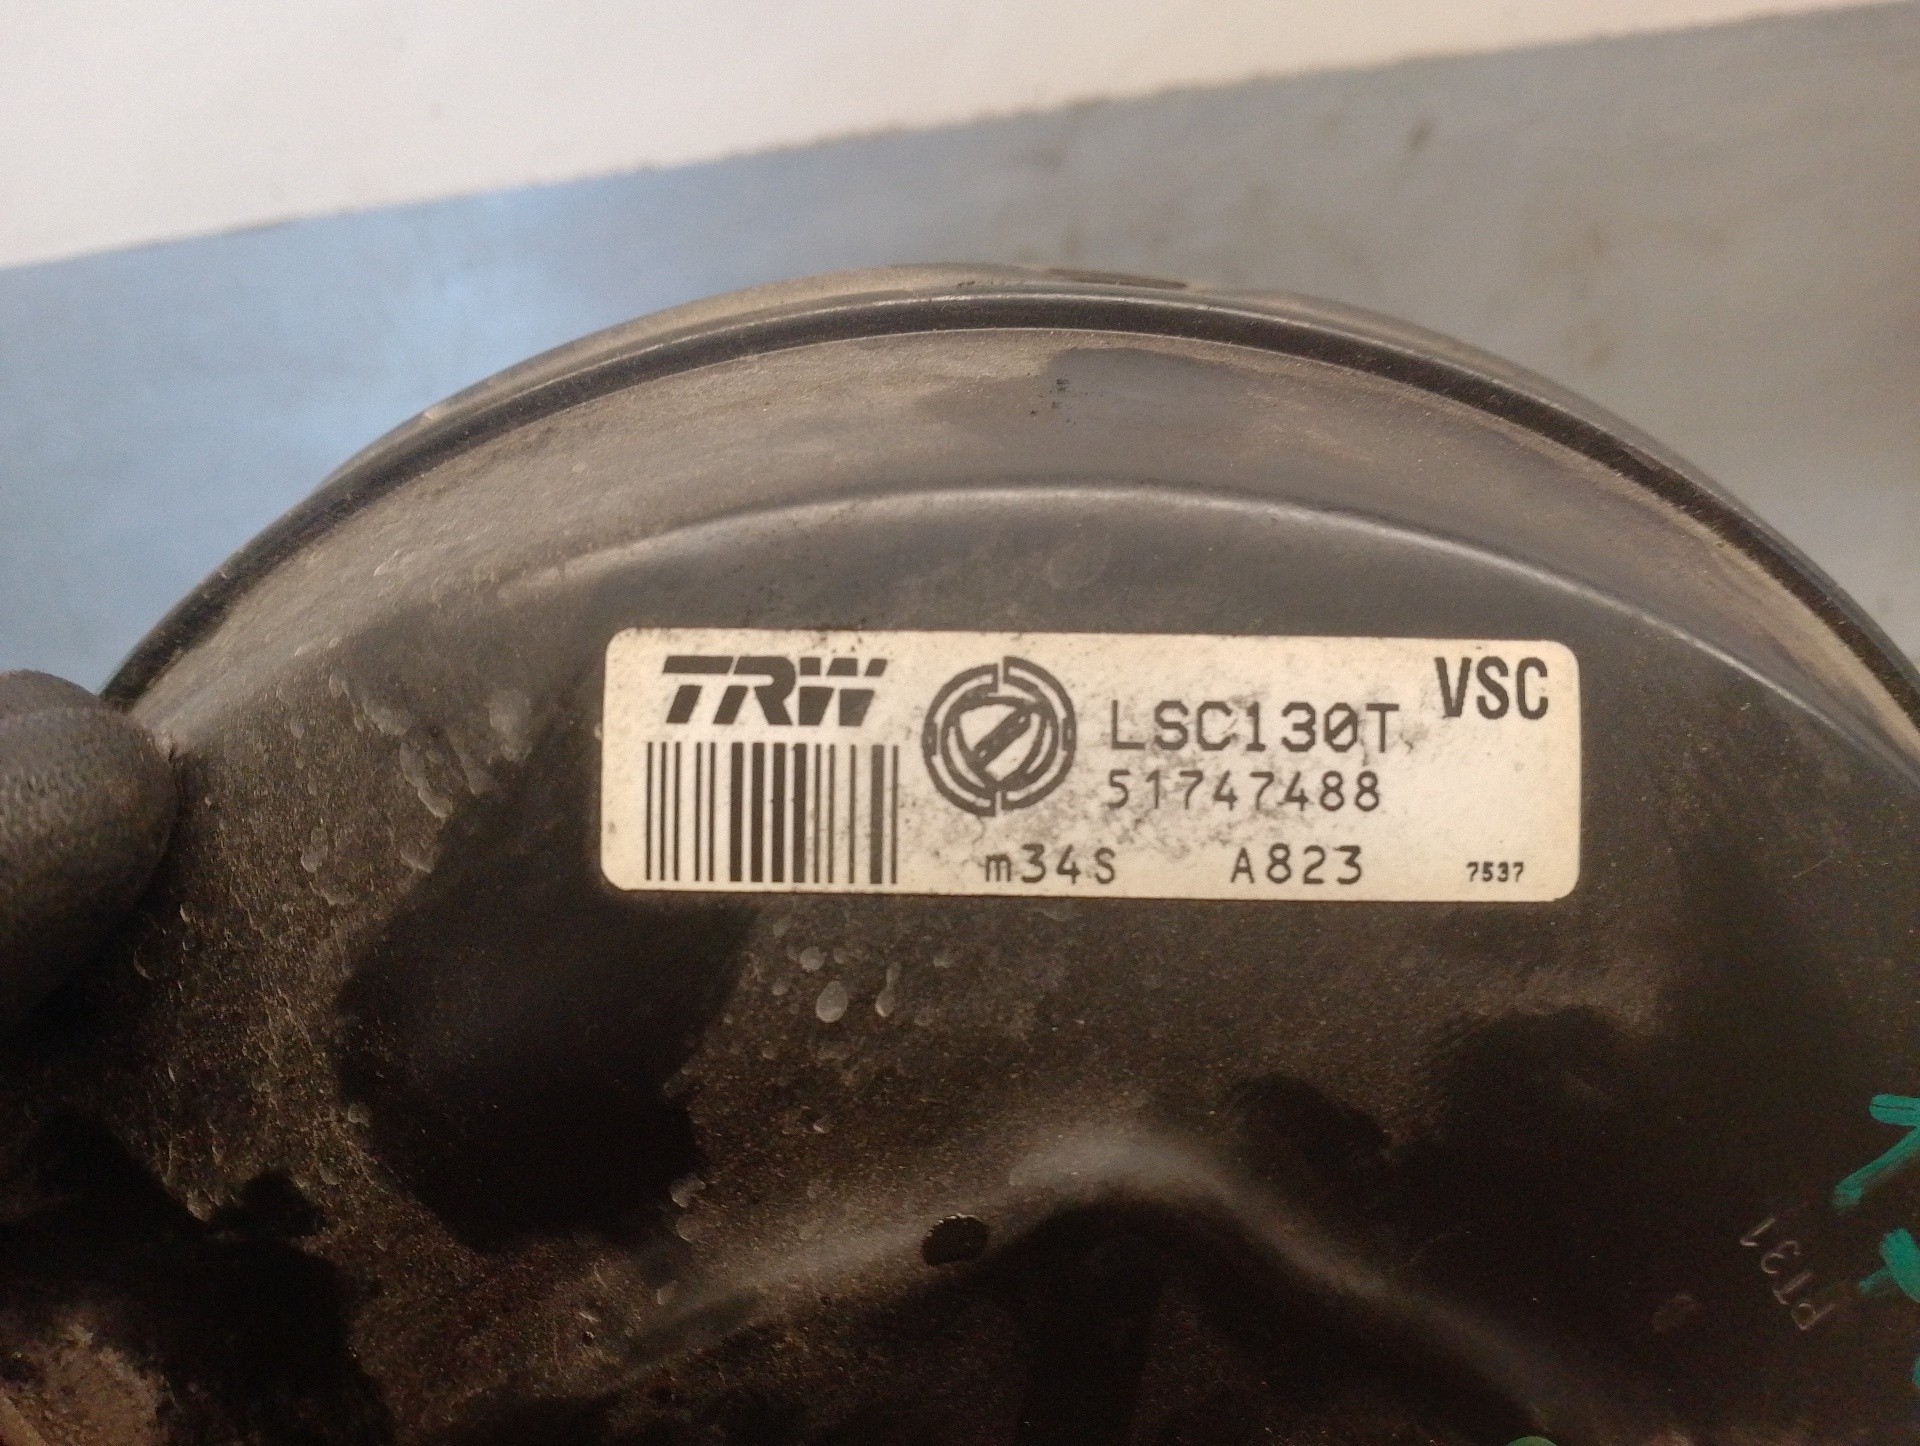 TRW
LSC130T
VSC
51747488
m34S A823 7537
PT31